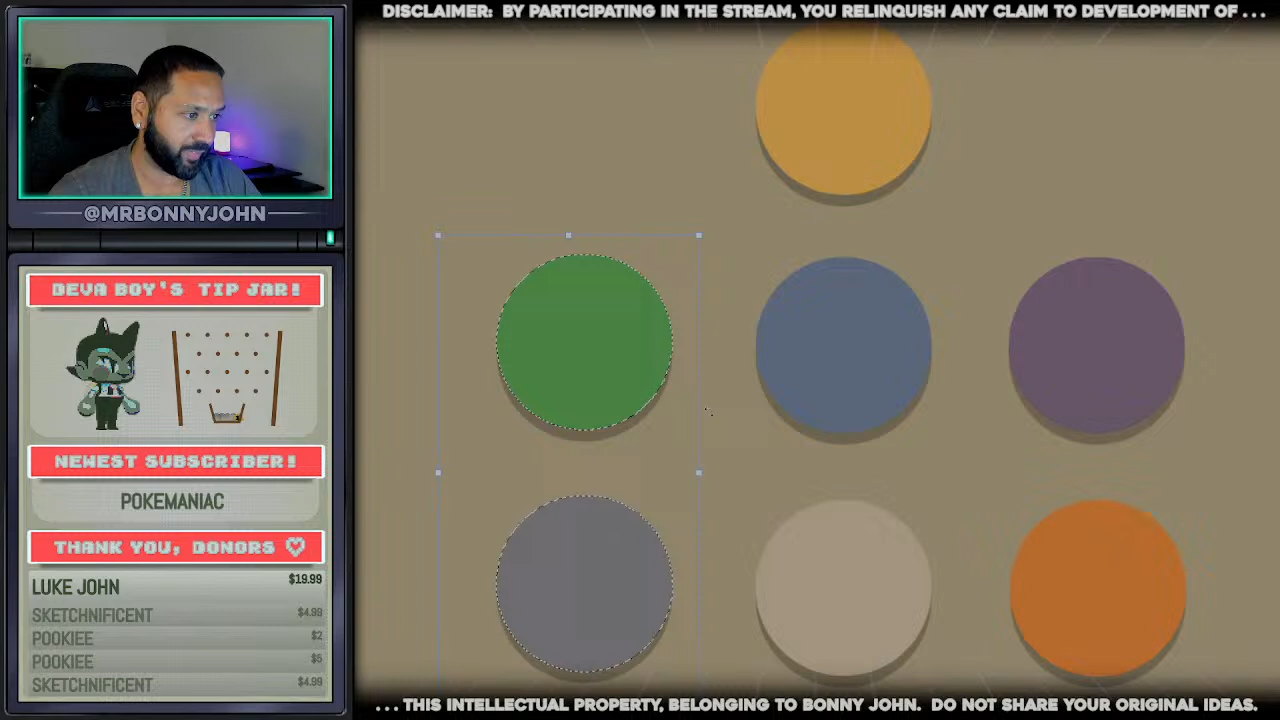 DISCLAIMER: BY PARTICIPATING IN THE STREAM, YOU RELINQUISH ANY CLAIM TO DEVELOPMENT OF . . .
@MRBONNYJOHN
BEVA BOY'S TIP JAR!
NEWEST SUBSCRIBER!
POKEMANIAC
THANK YOU, DONORS
LUKE JOHN $19.99
SKETCHNIFICENT $4.99
POOKIEE $2
POOKIEE $5
SKETCHNIFICENT $4.99
. . . THIS INTELLECTUAL PROPERTY, BELONGING TO BONNY JOHN. DO NOT SHARE YOUR ORIGINAL IDEAS.